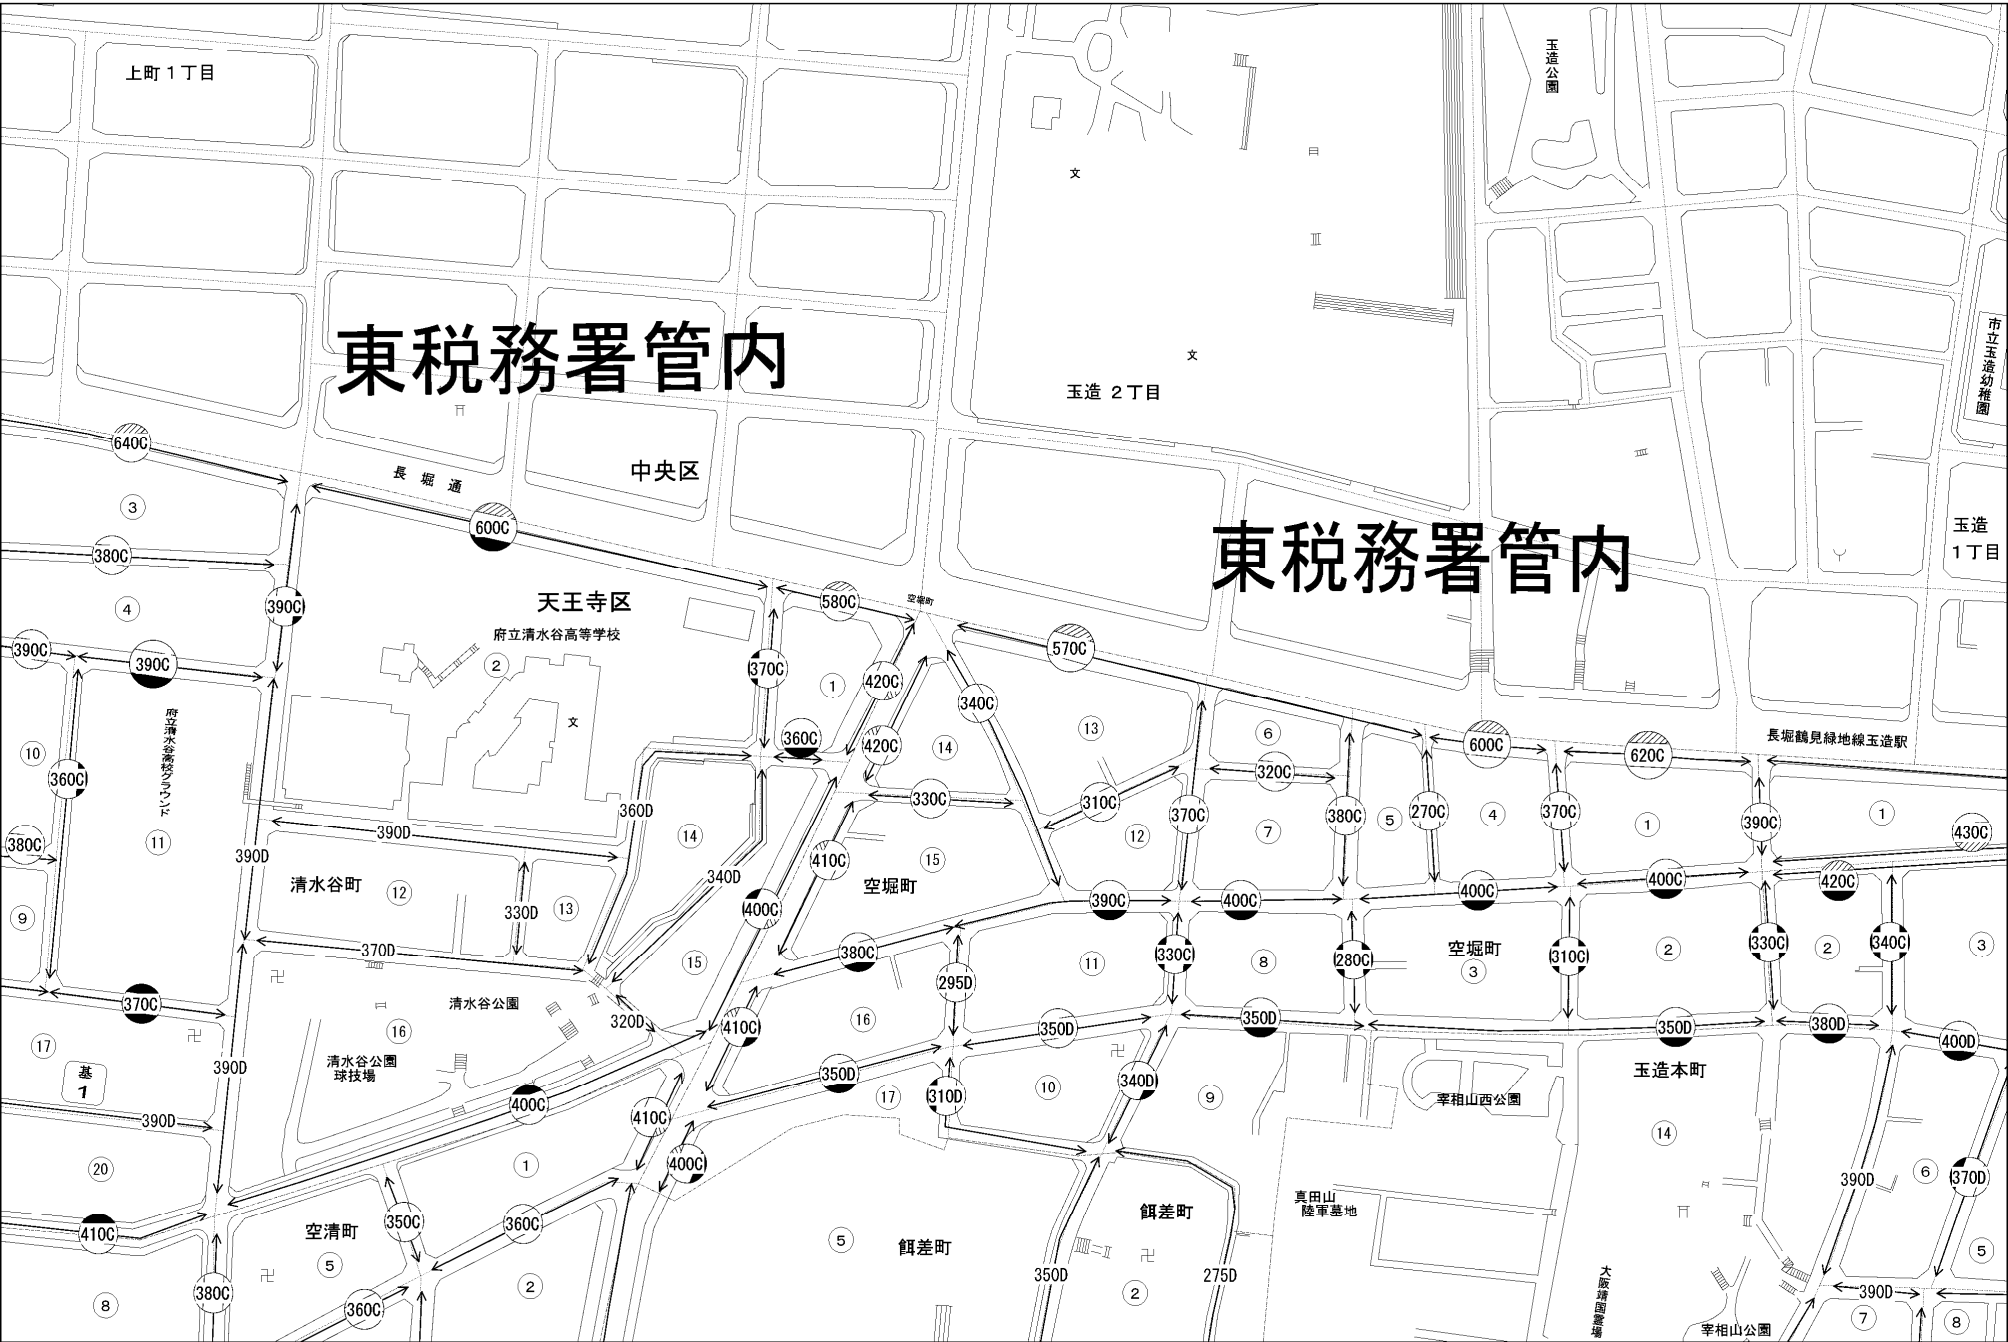 上町1丁目
玉造公園
文
東税務署管内
文
玉造 2丁目
市立玉造幼稚園
640C
長堀通
中央区
3
600C
東税務署管内
玉造
1丁目
380C
4
390C
天王寺区
580C
空堀町
府立清水谷高等学校
2
390C
390C
370C
1
420C
570C
340C
府立清水谷高校グラウンド
文
10
360C
360C
420C
14
13
6
600C
620C
長堀鶴見緑地線玉造駅
320C
360D
330C
310C
370C
380C
5
270C
4
370C
1
390C
1
430C
380C
11
390D
390D
14
12
7
410C
15
清水谷町
12
340D
空堀町
400C
400C
400C
420C
9
330D
13
400C
390C
370D
380C
330C
8
280C
空堀町
3
310C
2
330C
2
340C
3
15
11
295D
370C
清水谷公園
16
320D
410C
16
350D
350D
350D
380D
400D
17
基
1
390D
清水谷公園
球技場
350D
10
340D
9
玉造本町
宰相山西公園
400C
410C
17
310D
390D
14
20
1
400C
390D
6
370D
410C
空清町
350C
360C
5
餌差町
餌差町
真田山
陸軍墓地
5
5
380C
8
360C
2
350D
2
275D
大阪靖国霊場
390D
宰相山公園
7
8